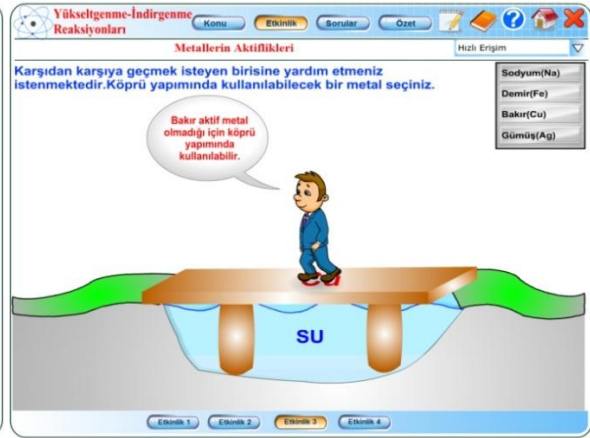 Yükseltgenme-İndirgenme
Reaksiyonları
Konu
Etkinlik
Sorular
Özet
Metallerin Aktiflikleri
Hızlı Erişim
Karşıdan karşıya geçmek isteyen birisine yardım etmeniz
istenmektedir.Köprü yapımında kullanılabilecek bir metal seçiniz.
Sodyum(Na)
Demir(Fe)
Bakır(Cu)
Gümüş(Ag)
Bakır aktif metal
olmadığı için köprü
yapımında
kullanılabilir.
Cu
SU
Etkinlik 1
Etkinlik 2
Etkinlik 3
Etkinlik 4